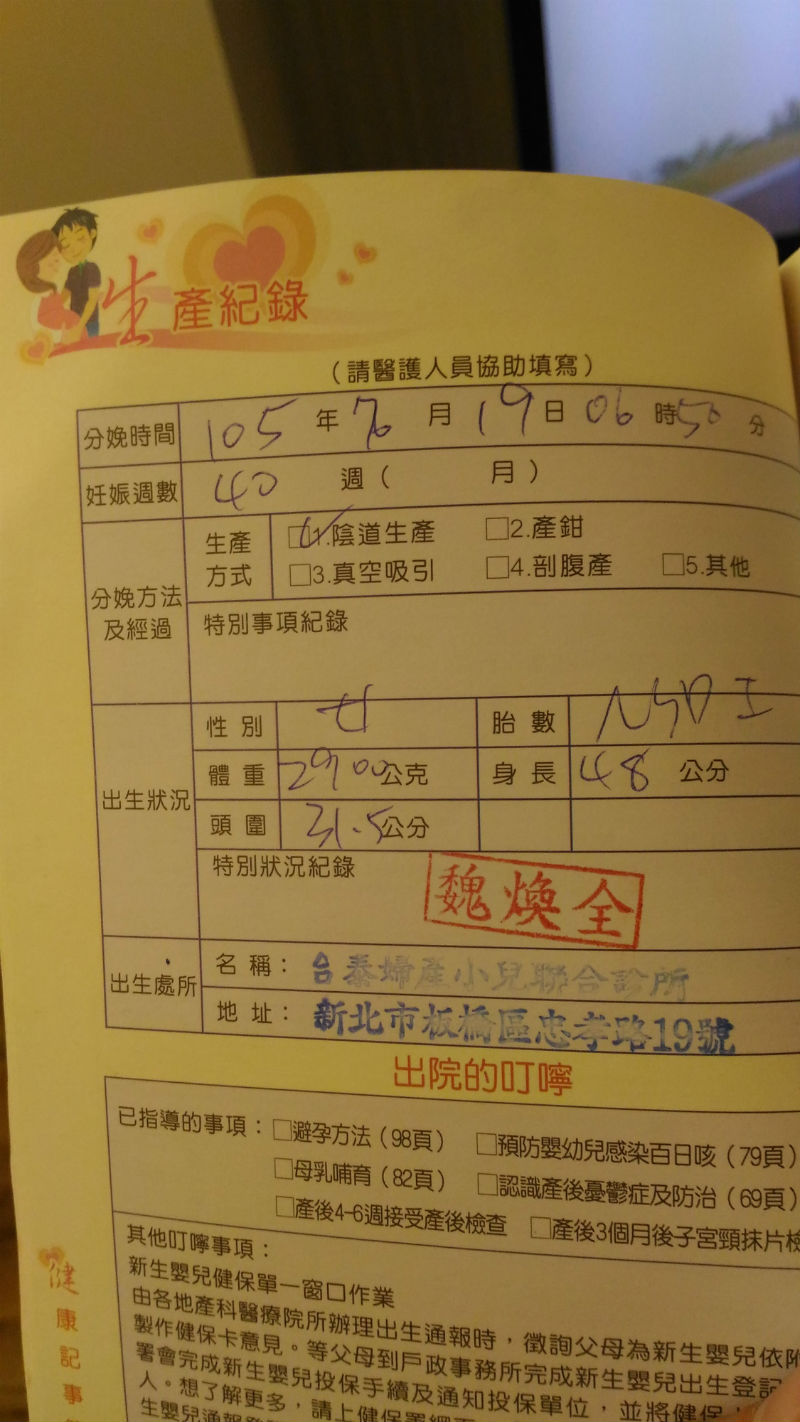 生產紀錄
（請醫護人員協助填寫）
分娩時間 105 年 月 19 日 06 時 50 分
妊娠週數 40 週（ 月）
分娩方法及經過
生產方式 ☑1.陰道生產 □2.產鉗
□3.真空吸引 □4.剖腹產 □5.其他
特別事項紀錄
出生狀況
性別 女 胎數
體重 2900公克 身長 48 公分
頭圍 31.5公分
特別狀況紀錄
魏煥全
出生處所
名稱：台泰婦產小兒聯合診所
地址：新北市板橋區忠孝路19號
出院的叮嚀
已指導的事項：□避孕方法（98頁） □預防嬰幼兒感染百日咳（79頁）
□母乳哺育（82頁） □認識產後憂鬱症及防治（69頁）
□產後4-6週接受產後檢查 □產後3個月後子宮頸抹片檢
其他叮嚀事項：
新生嬰兒健保單一窗口作業
由各地產科醫療院所辦理出生通報時，徵詢父母為新生嬰兒依附
製作健保卡意見。等父母到戶政事務所完成新生嬰兒出生登記
署會完成新生嬰兒投保手續及通知投保單位，並將健保
人。想了解更多，請上健保署網
生嬰兒通報
健康記事